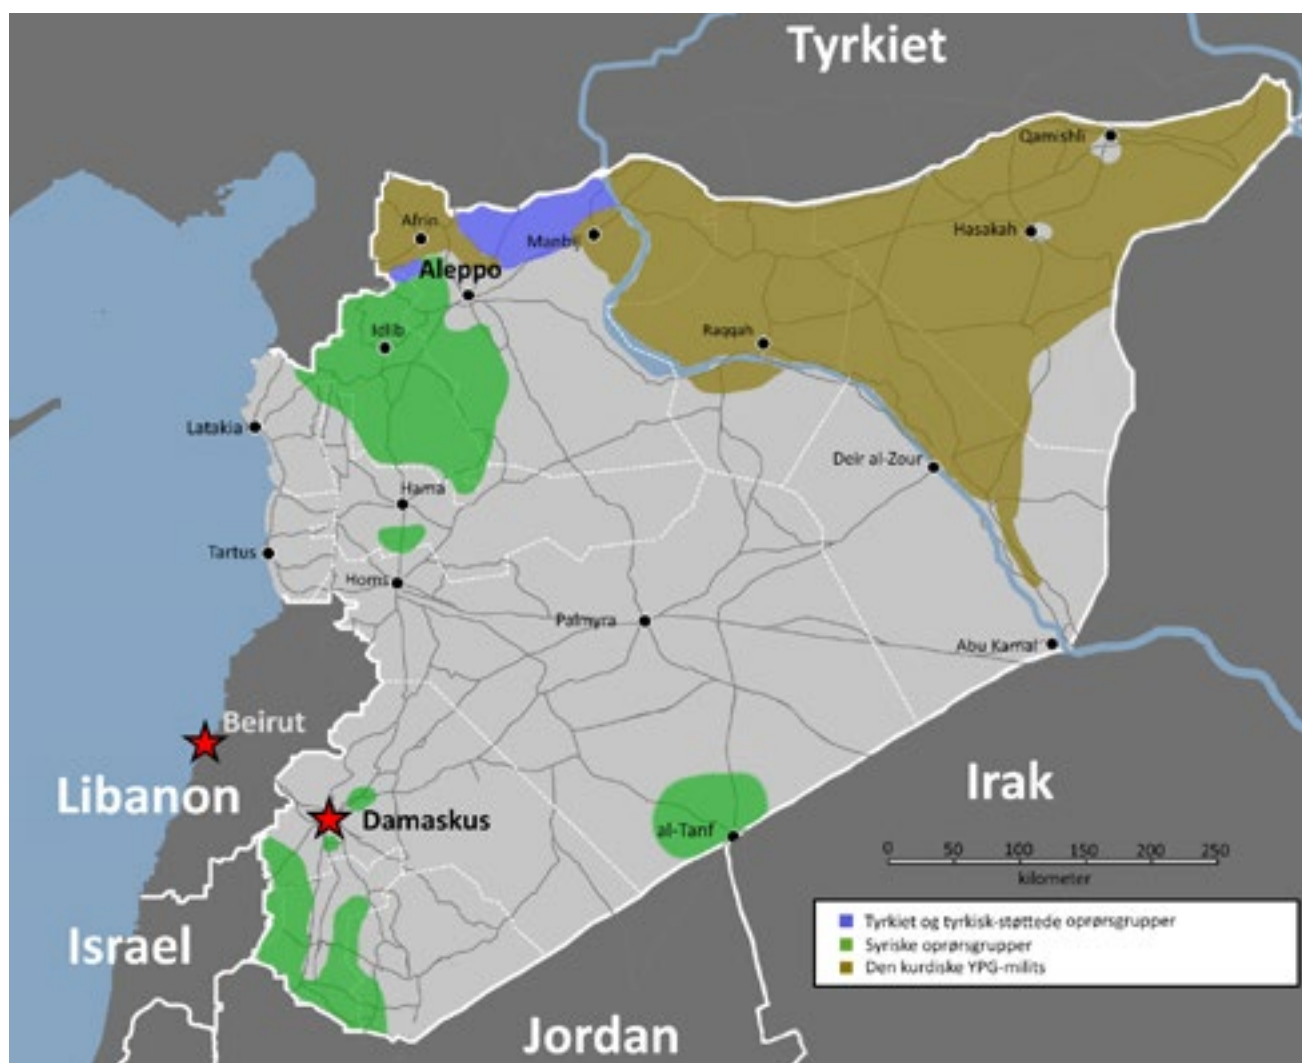 Tyrkiet
Qamishli
Afrin
Hasakah
Manbij
Aleppo
Idlib
Raqqah
Latakia
Deir al-Zour
Hama
Tartus
Homs
Palmyra
Abu Kamal
Beirut
Libanon
Irak
Damaskus
al-Tanf
0 50 100 150 200 250
kilometer
Tyrkiet og tyrkisk-støttede oprørsgrupper
Syriske oprørsgrupper
Den kurdiske YPG-milits
Israel
Jordan